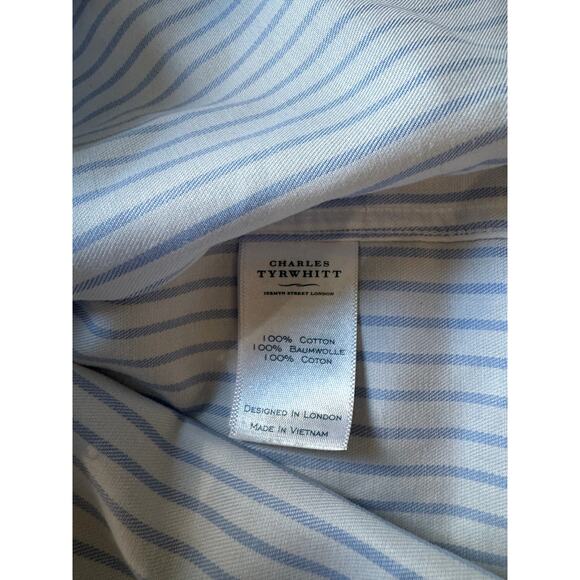 CHARLES
TYRWHITT
JERMYN STREET LONDON
100% COTTON
100% BAUMWOLLE
100% COTON
DESIGNED IN LONDON
MADE IN VIETNAM